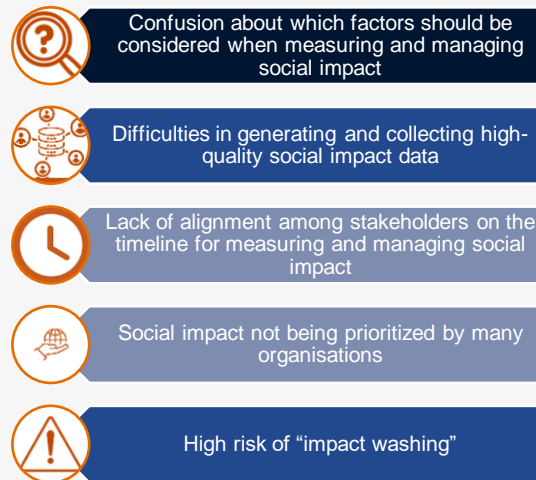 ?
Confusion about which factors should be
considered when measuring and managing
social impact
Difficulties in generating and collecting high-
quality social impact data
Lack of alignment among stakeholders on the
timeline for measuring and managing social
impact
Social impact not being prioritized by many
organisations
High risk of “impact washing”